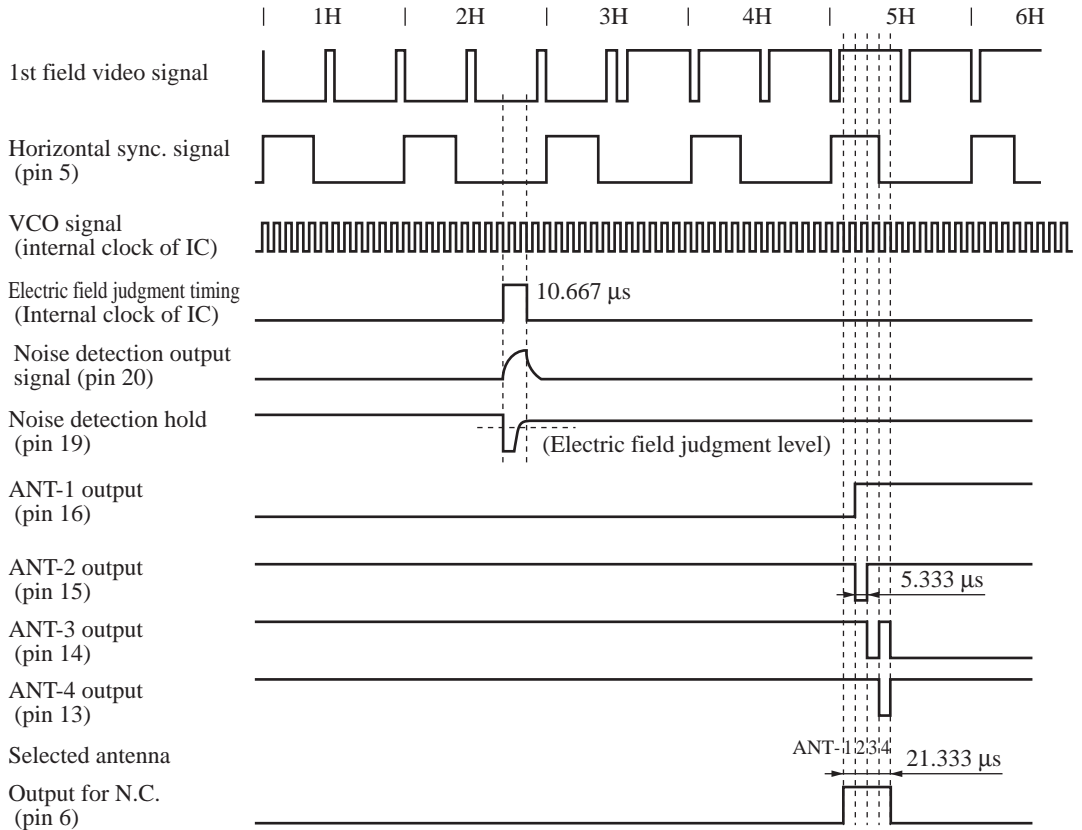 | 1H | 2H | 3H | 4H | 5H | 6H
1st field video signal
Horizontal sync. signal
(pin 5)
VCO signal
(internal clock of IC)
Electric field judgment timing
(Internal clock of IC)
10.667 μs
Noise detection output
signal (pin 20)
Noise detection hold
(pin 19)
(Electric field judgment level)
ANT-1 output
(pin 16)
ANT-2 output
(pin 15)
5.333 μs
ANT-3 output
(pin 14)
ANT-4 output
(pin 13)
Selected antenna
ANT-1234
21.333 μs
Output for N.C.
(pin 6)